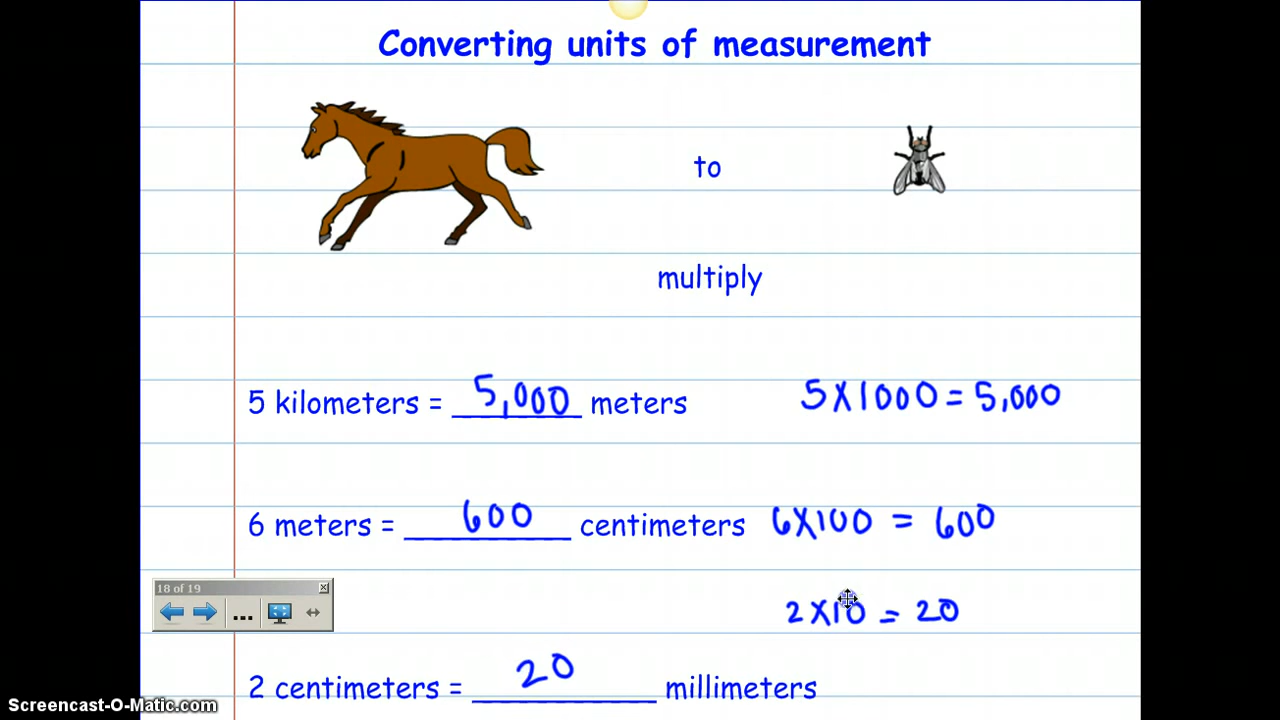 Converting units of measurement
to
multiply
5 kilometers = 5,000 meters 5X1000=5,000
6 meters = 600 centimeters 6X100 = 600
18 of 19
...
2X10 = 20
2 centimeters = 20 millimeters
Screencast-O-Matic.com